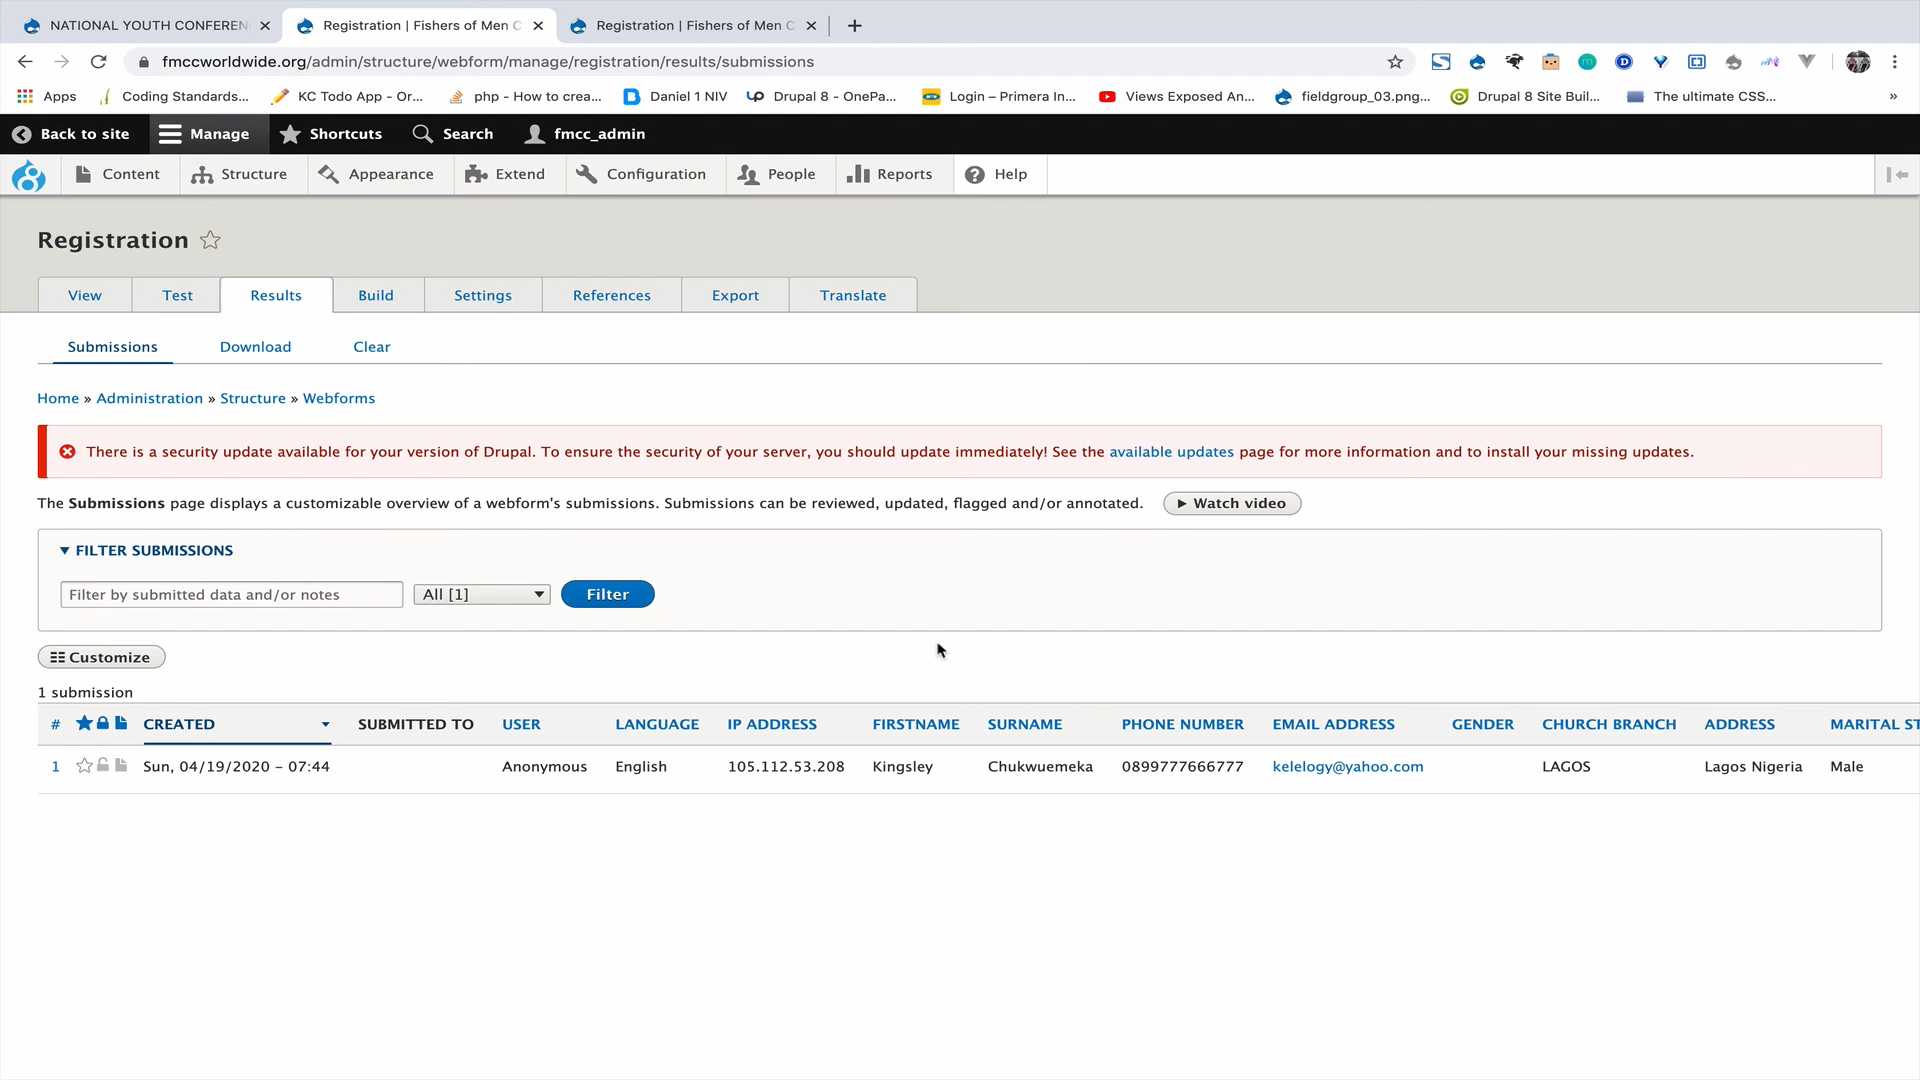 NATIONAL YOUTH CONFEREN
Registration | Fishers of Men C
Registration | Fishers of Men C
fmccworldwide.org/admin/structure/webform/manage/registration/results/submissions
Apps Coding Standards... KC Todo App - Or... php - How to crea... Daniel 1 NIV Drupal 8 - OnePa... Login – Primera In... Views Exposed An... fieldgroup_03.png... Drupal 8 Site Buil... The ultimate CSS... »
Back to site Manage Shortcuts Search fmcc_admin
Content Structure Appearance Extend Configuration People Reports Help
Registration
View Test Results Build Settings References Export Translate
Submissions Download Clear
Home » Administration » Structure » Webforms
There is a security update available for your version of Drupal. To ensure the security of your server, you should update immediately! See the available updates page for more information and to install your missing updates.
The Submissions page displays a customizable overview of a webform's submissions. Submissions can be reviewed, updated, flagged and/or annotated. Watch video
FILTER SUBMISSIONS
Filter by submitted data and/or notes All [1] Filter
Customize
1 submission
# CREATED SUBMITTED TO USER LANGUAGE IP ADDRESS FIRSTNAME SURNAME PHONE NUMBER EMAIL ADDRESS GENDER CHURCH BRANCH ADDRESS MARITAL ST
1 Sun, 04/19/2020 – 07:44 Anonymous English 105.112.53.208 Kingsley Chukwuemeka 0899777666777 kelelogy@yahoo.com LAGOS Lagos Nigeria Male